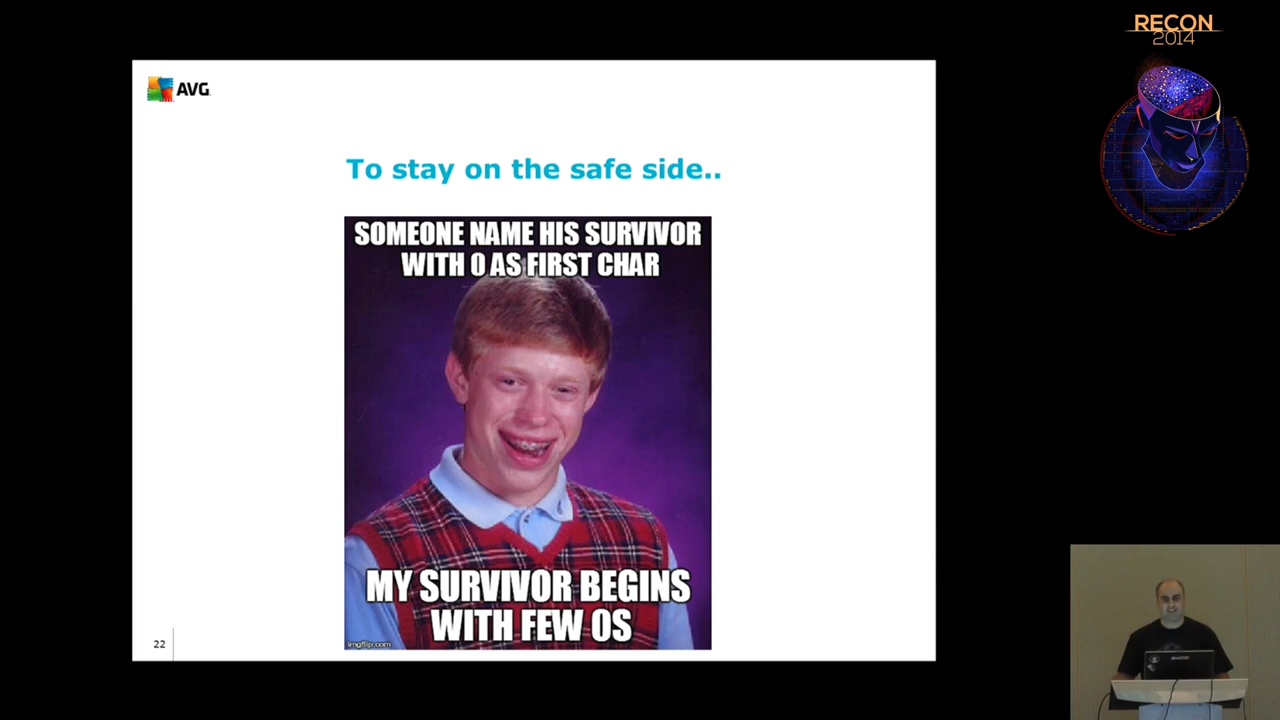 RECON
2014
AVG
To stay on the safe side..
SOMEONE NAME HIS SURVIVOR
WITH 0 AS FIRST CHAR
MY SURVIVOR BEGINS
WITH FEW 0S
imgflip.com
22